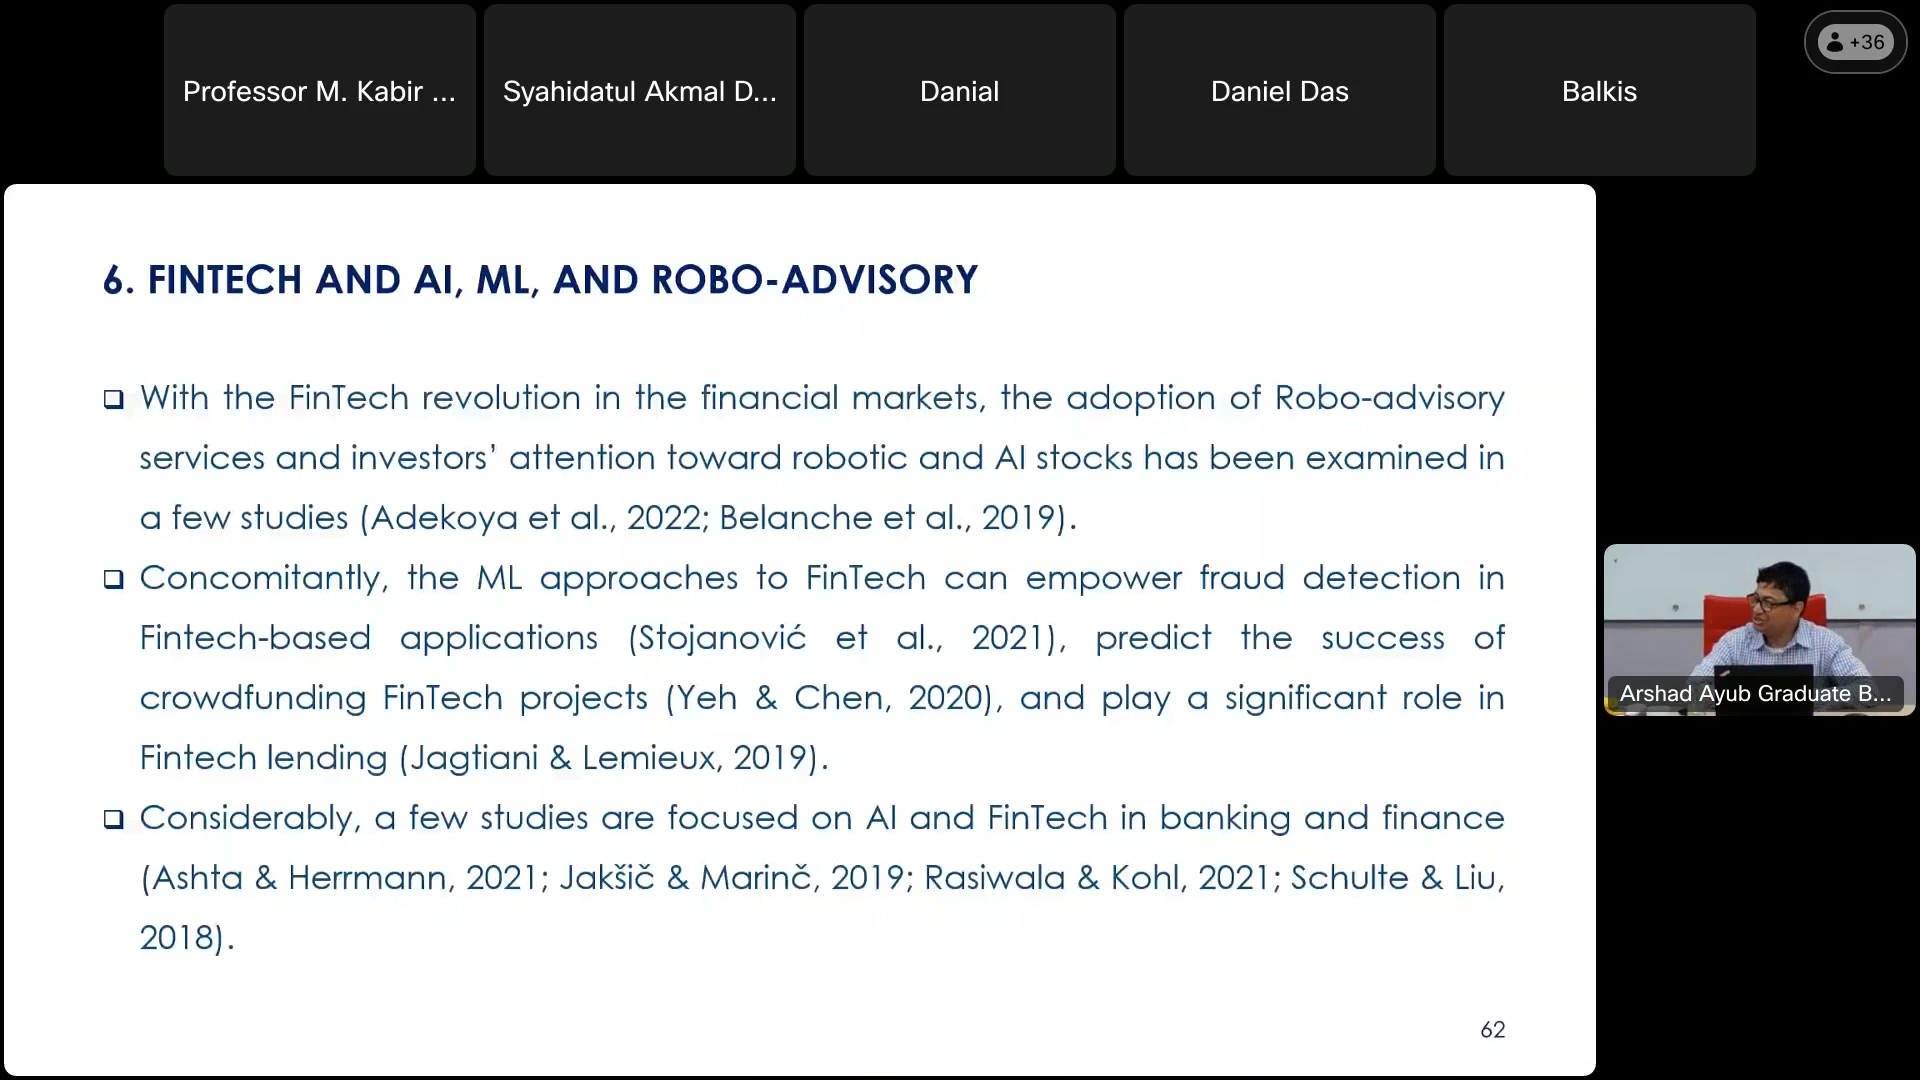 Professor M. Kabir ...
Syahidatul Akmal D...
Danial
Daniel Das
Balkis
+36
6. FINTECH AND AI, ML, AND ROBO-ADVISORY
❑ With the FinTech revolution in the financial markets, the adoption of Robo-advisory
services and investors’ attention toward robotic and AI stocks has been examined in
a few studies (Adekoya et al., 2022; Belanche et al., 2019).
❑ Concomitantly, the ML approaches to FinTech can empower fraud detection in
Fintech-based applications (Stojanović et al., 2021), predict the success of
crowdfunding FinTech projects (Yeh & Chen, 2020), and play a significant role in
Fintech lending (Jagtiani & Lemieux, 2019).
❑ Considerably, a few studies are focused on AI and FinTech in banking and finance
(Ashta & Herrmann, 2021; Jakšič & Marinč, 2019; Rasiwala & Kohl, 2021; Schulte & Liu,
2018).
62
Arshad Ayub Graduate B...